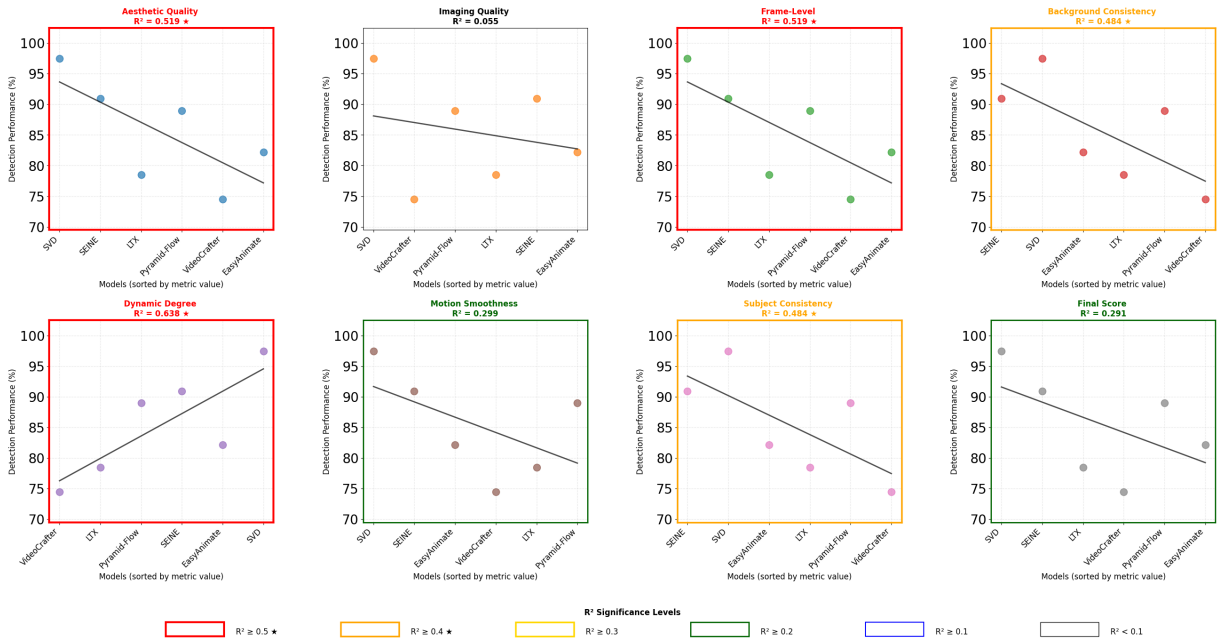 Aesthetic Quality
R² = 0.519 ★
Detection Performance (%)
100
95
90
85
80
75
70
SVD
SEINE
LTX
Pyramid-Flow
VideoCrafter
EasyAnimate
Models (sorted by metric value)
Imaging Quality
R² = 0.055
Detection Performance (%)
100
95
90
85
80
75
70
SVD
VideoCrafter
Pyramid-Flow
LTX
SEINE
EasyAnimate
Models (sorted by metric value)
Frame-Level
R² = 0.519 ★
Detection Performance (%)
100
95
90
85
80
75
70
SVD
SEINE
LTX
Pyramid-Flow
VideoCrafter
EasyAnimate
Models (sorted by metric value)
Background Consistency
R² = 0.484 ★
Detection Performance (%)
100
95
90
85
80
75
70
SEINE
SVD
EasyAnimate
LTX
Pyramid-Flow
VideoCrafter
Models (sorted by metric value)
Dynamic Degree
R² = 0.638 ★
Detection Performance (%)
100
95
90
85
80
75
70
VideoCrafter
LTX
Pyramid-Flow
SEINE
EasyAnimate
SVD
Models (sorted by metric value)
Motion Smoothness
R² = 0.299
Detection Performance (%)
100
95
90
85
80
75
70
SVD
SEINE
EasyAnimate
VideoCrafter
LTX
Pyramid-Flow
Models (sorted by metric value)
Subject Consistency
R² = 0.484 ★
Detection Performance (%)
100
95
90
85
80
75
70
SEINE
SVD
EasyAnimate
LTX
Pyramid-Flow
VideoCrafter
Models (sorted by metric value)
Final Score
R² = 0.291
Detection Performance (%)
100
95
90
85
80
75
70
SVD
SEINE
LTX
VideoCrafter
Pyramid-Flow
EasyAnimate
Models (sorted by metric value)
R² Significance Levels
R² ≥ 0.5 ★
R² ≥ 0.4 ★
R² ≥ 0.3
R² ≥ 0.2
R² ≥ 0.1
R² < 0.1